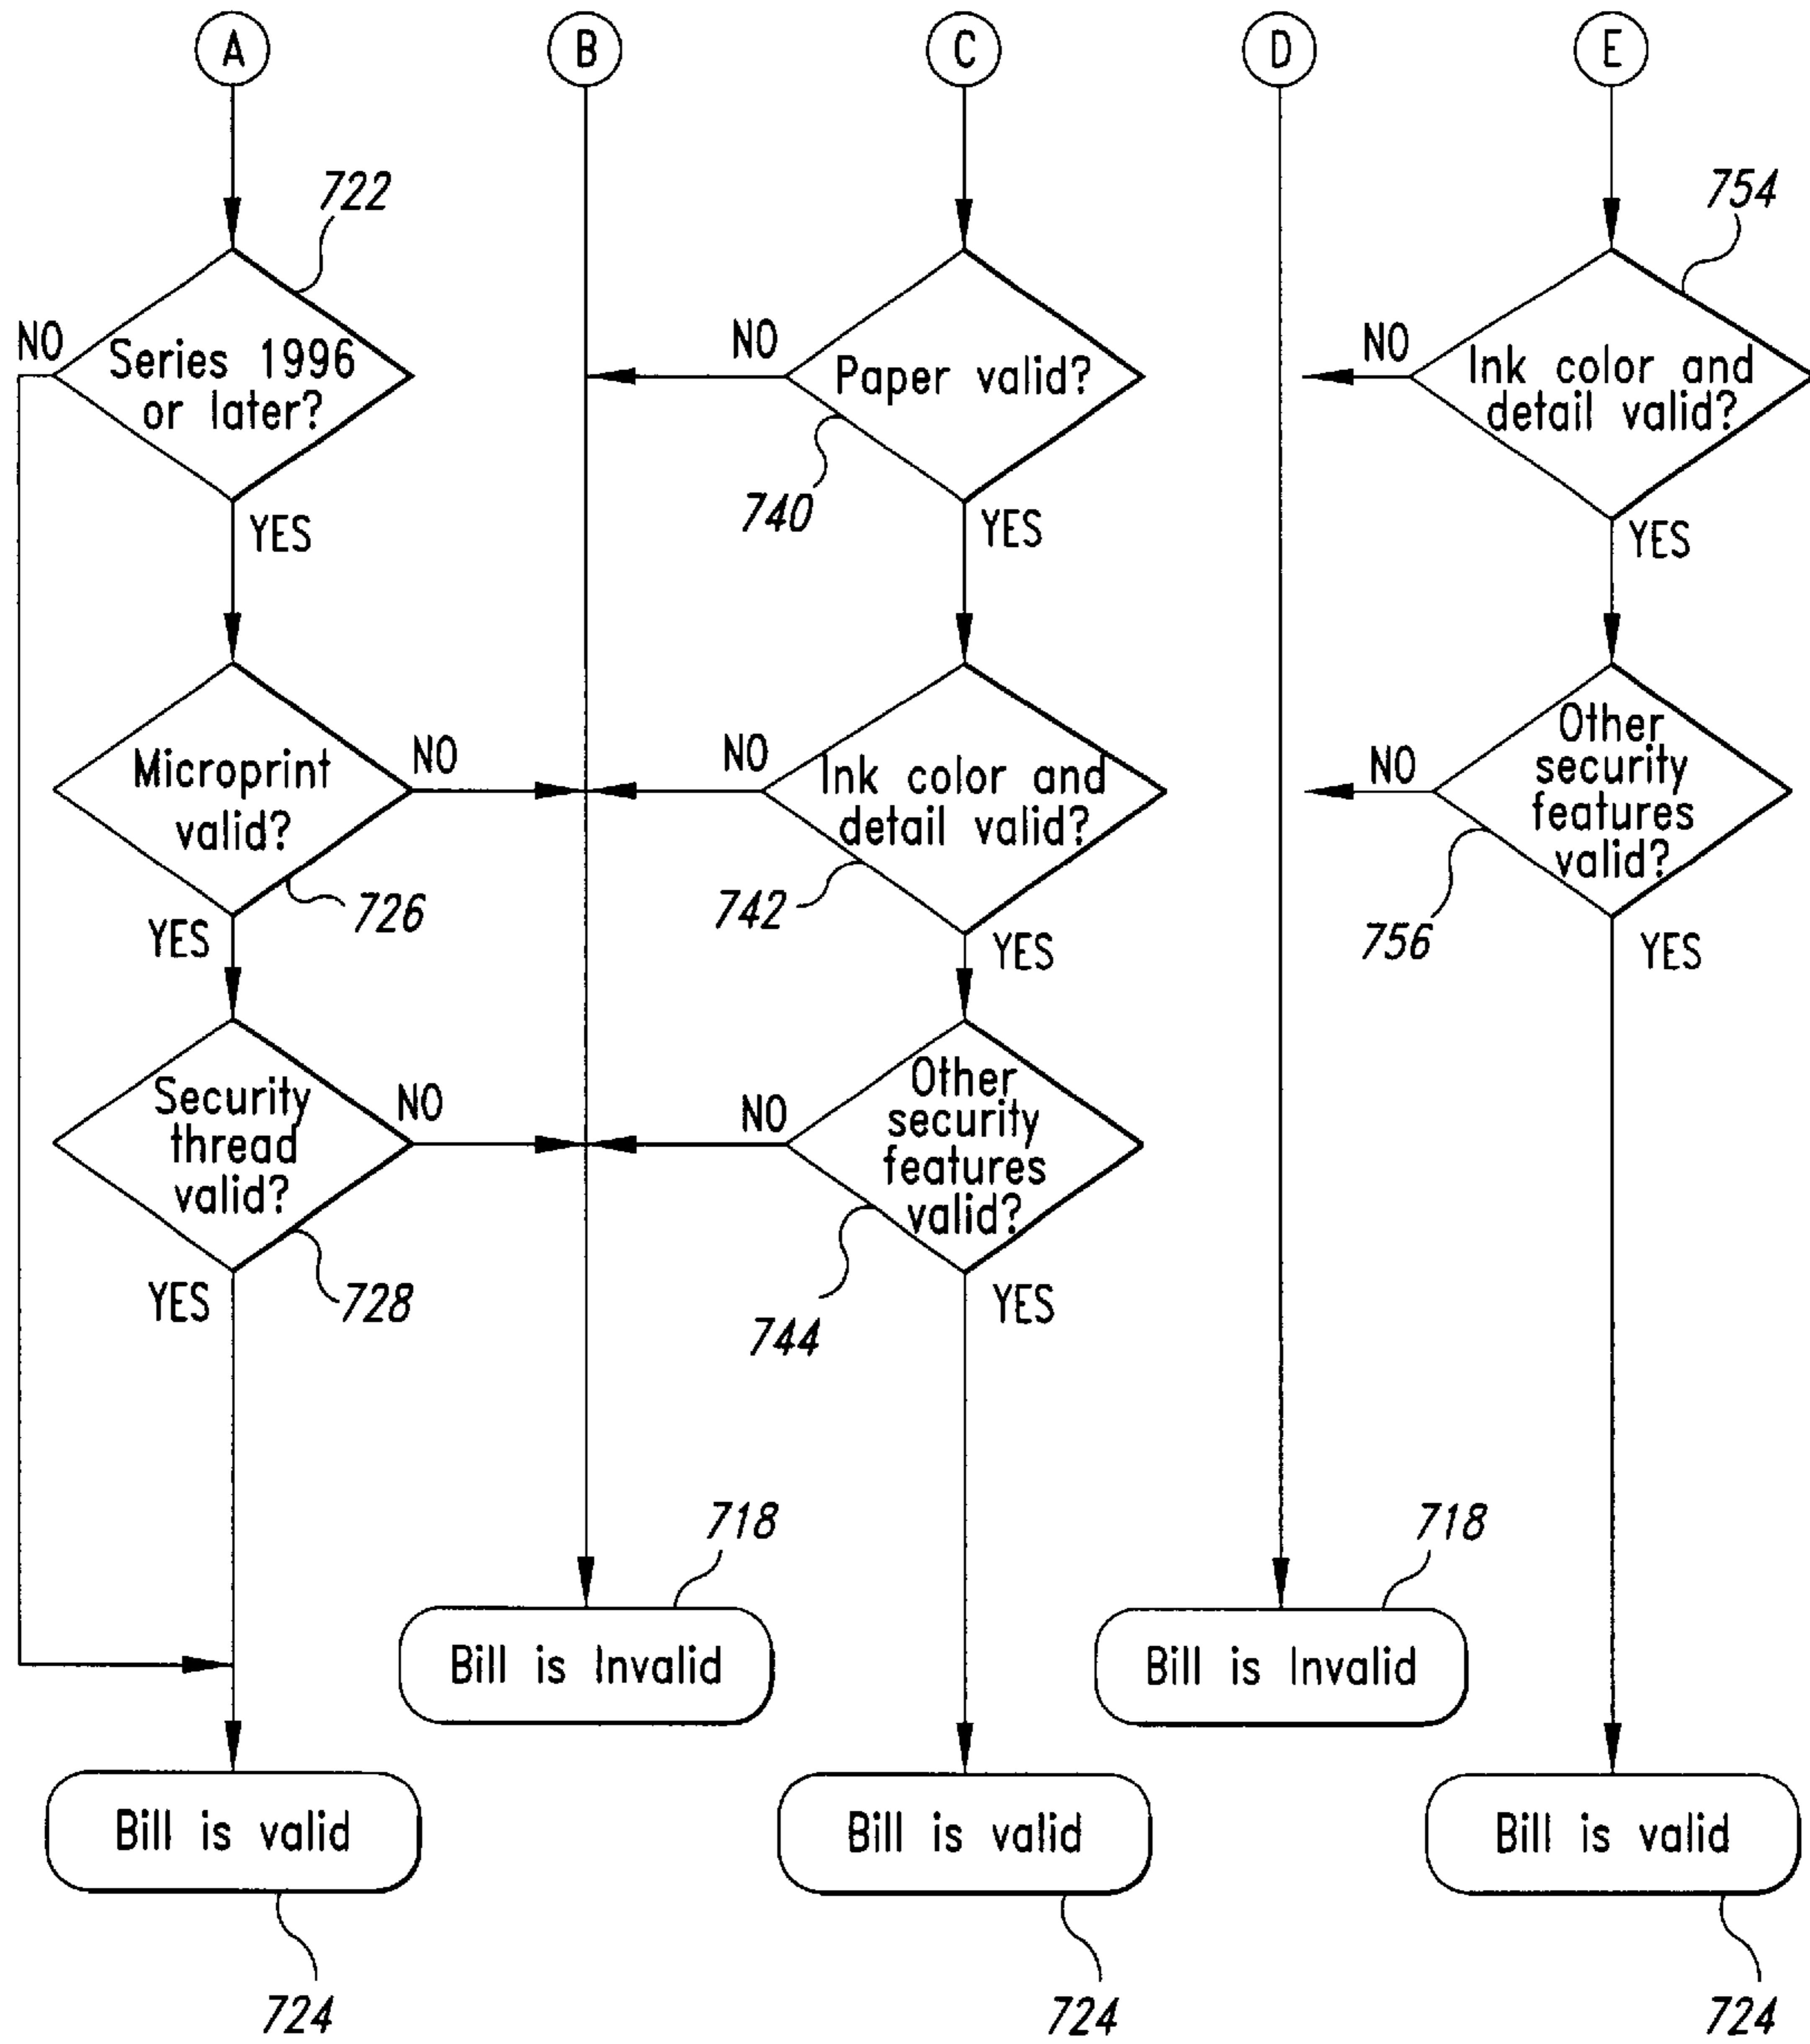 A
B
C
D
E
722
754
NO
Series 1996
or later?
YES
NO
Paper valid?
740
YES
NO
Ink color and
detail valid?
YES
Microprint
valid?
NO
726
YES
NO
Ink color and
detail valid?
742
YES
NO
Other
security
features
valid?
756
YES
Security
thread
valid?
NO
728
YES
NO
Other
security
features
valid?
744
YES
718
Bill is Invalid
718
Bill is Invalid
Bill is valid
724
Bill is valid
724
Bill is valid
724